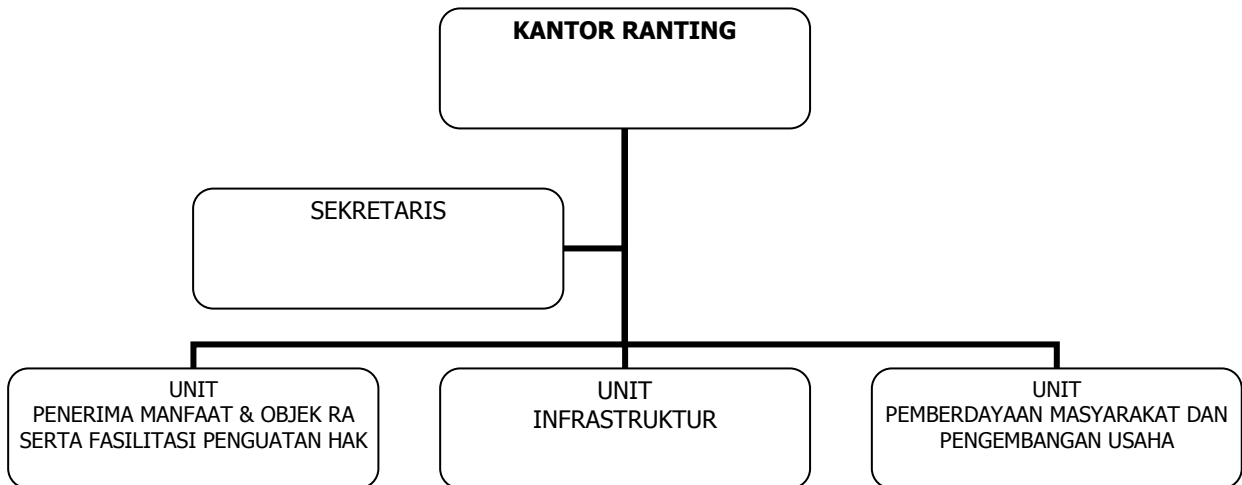 KANTOR RANTING
SEKRETARIS
UNIT
PENERIMA MANFAAT & OBJEK RA
SERTA FASILITASI PENGUATAN HAK
UNIT
INFRASTRUKTUR
UNIT
PEMBERDAYAAN MASYARAKAT DAN
PENGEMBANGAN USAHA